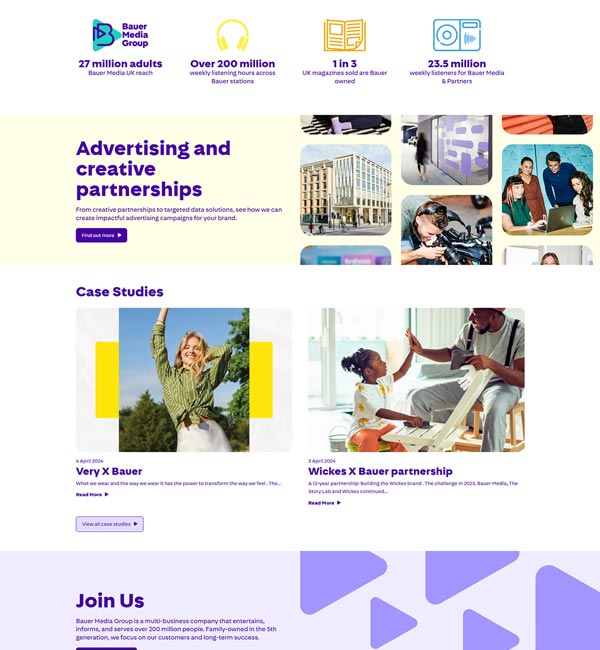 Bauer
Media
Group
27 million adults
Bauer Media UK reach
Over 200 million
weekly listening hours across
Bauer stations
1 in 3
UK magazines sold are Bauer
owned
23.5 million
weekly listeners for Bauer Media
& Partners
Advertising and
creative
partnerships
From creative partnerships to targeted data solutions, see how we can
create impactful advertising campaigns for your brand.
Find out more
Case Studies
4 April 2024
Very X Bauer
What we wear and the way we wear it has the power to transform the way we feel . The...
Read More
3 April 2024
Wickes X Bauer partnership
A 12-year partnership: Building the Wickes brand . The challenge In 2023, Bauer Media, The
Story Lab and Wickes continued...
Read More
View all case studies
Join Us
Bauer Media Group is a multi-business company that entertains,
informs, and serves over 200 million people. Family-owned in the 5th
generation, we focus on our customers and long-term success.